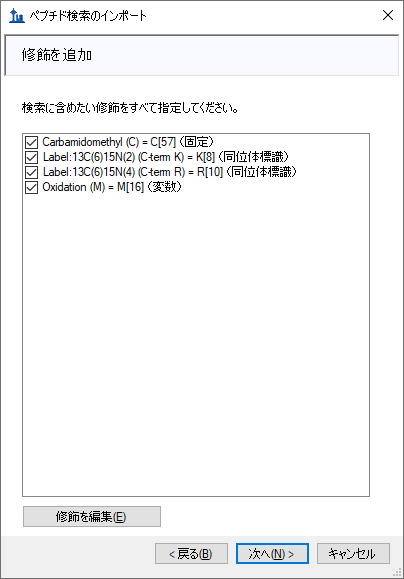 ペプチド検索のインポート
修飾を追加
検索に含めたい修飾をすべて指定してください。
Carbamidomethyl (C) = C[57] (固定)
Label:13C(6)15N(2) (C-term K) = K[8] (同位体標識)
Label:13C(6)15N(4) (C-term R) = R[10] (同位体標識)
Oxidation (M) = M[16] (変数)
修飾を編集(E)
< 戻る(B)
次へ(N) >
キャンセル